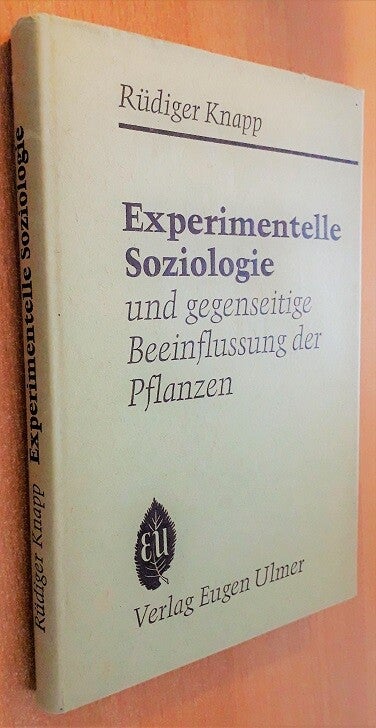 Rüdiger Knapp
Experimentelle
Soziologie
und gegenseitige
Beeinflussung der
Pflanzen
EU
Verlag Eugen Ulmer
Rüdiger Knapp Experimentelle Soziologie